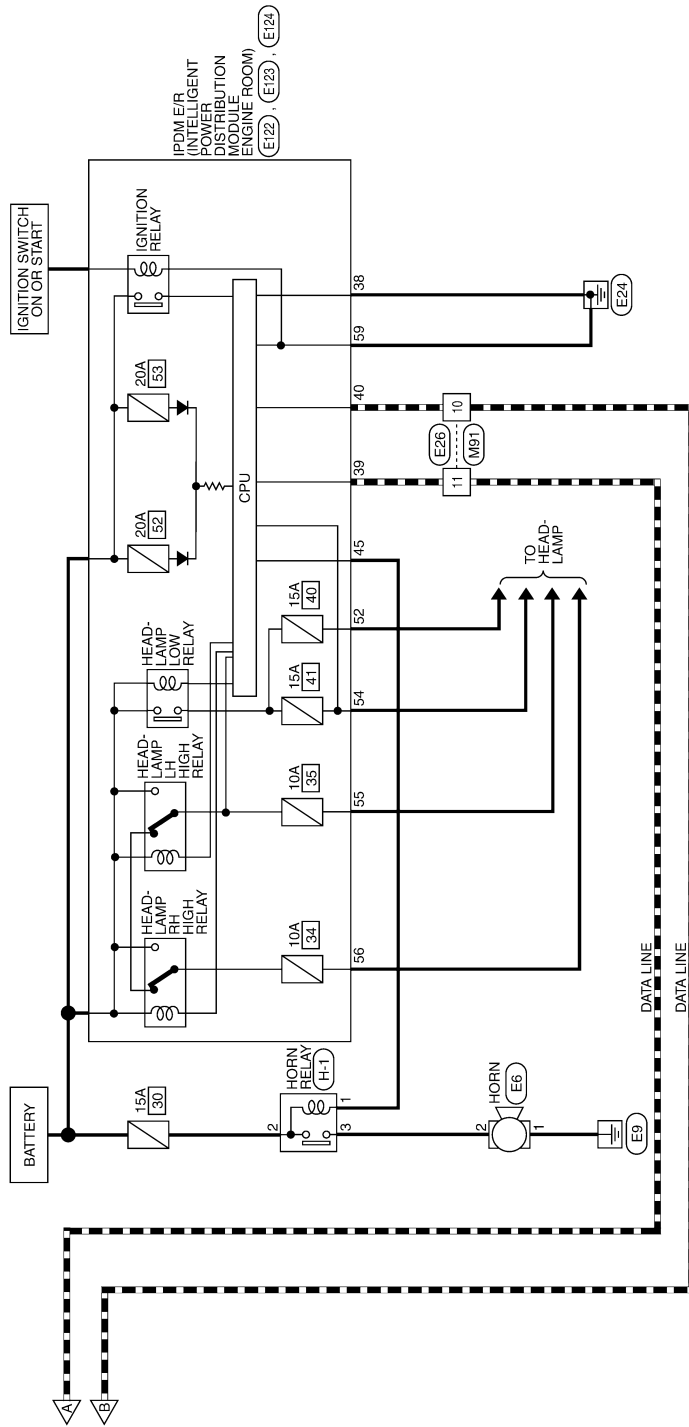 BATTERY
IGNITION SWITCH
ON OR START
IPDM E/R
(INTELLIGENT
POWER
DISTRIBUTION
MODULE
ENGINE ROOM)
E122 , E123 , E124
15A
30
HEAD-
LAMP
RH
HIGH
RELAY
HEAD-
LAMP
LH
HIGH
RELAY
HEAD-
LAMP
LOW
RELAY
20A
52
20A
53
IGNITION
RELAY
CPU
10A
34
10A
35
15A
41
15A
40
HORN
RELAY
H-1
2
1
3
56
55
54
52
45
39
40
59
38
HORN
E6
2
1
E9
TO
HEAD-
LAMP
11
10
E26
M91
E24
DATA LINE
DATA LINE
A
B